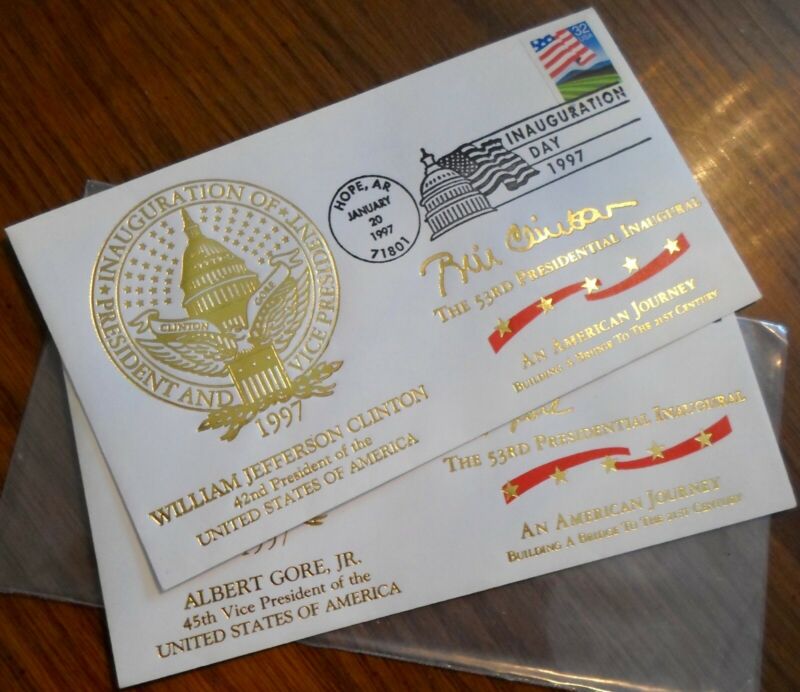 32
USA
INAUGURATION
DAY
1997
HOPE, AR
JANUARY
20
1997
71801
★ INAUGURATION OF ★
PRESIDENT AND VICE PRESIDENT
CLINTON
GORE
1997
WILLIAM JEFFERSON CLINTON
42nd President of the
UNITED STATES OF AMERICA
Bill Clinton
THE 53RD PRESIDENTIAL INAUGURAL
AN AMERICAN JOURNEY
BUILDING A BRIDGE TO THE 21ST CENTURY
1997
ALBERT GORE, JR.
45th Vice President of the
UNITED STATES OF AMERICA
THE 53RD PRESIDENTIAL INAUGURAL
AN AMERICAN JOURNEY
BUILDING A BRIDGE TO THE 21ST CENTURY